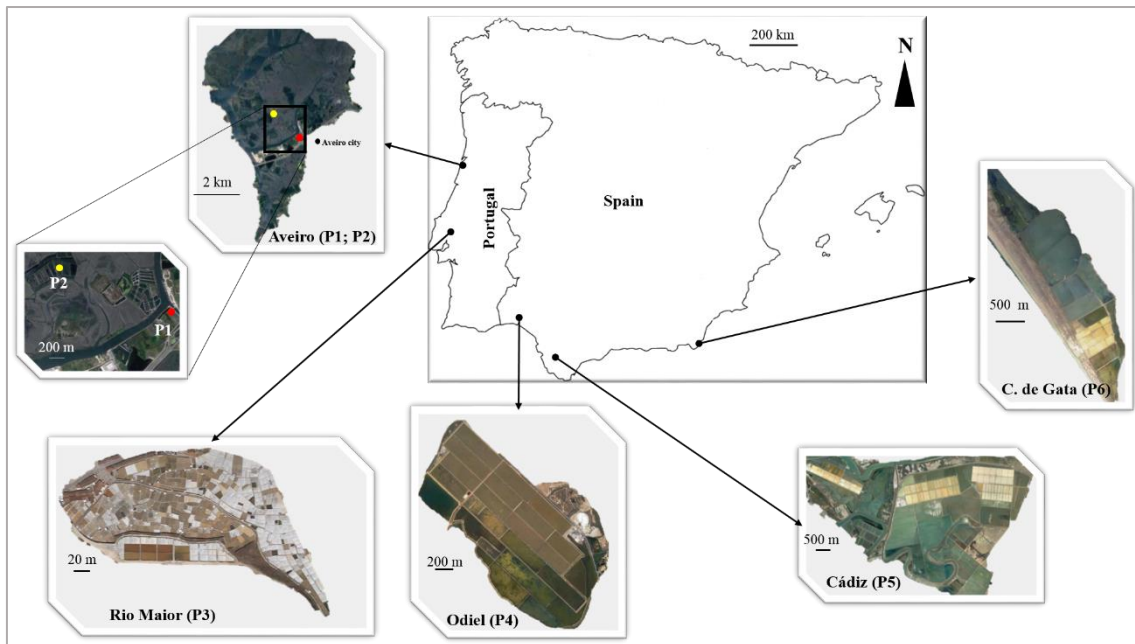 200 km
N
Aveiro city
2 km
Aveiro (P1; P2)
Portugal
Spain
P2
P1
200 m
500 m
C. de Gata (P6)
20 m
Rio Maior (P3)
200 m
Odiel (P4)
500 m
Cádiz (P5)